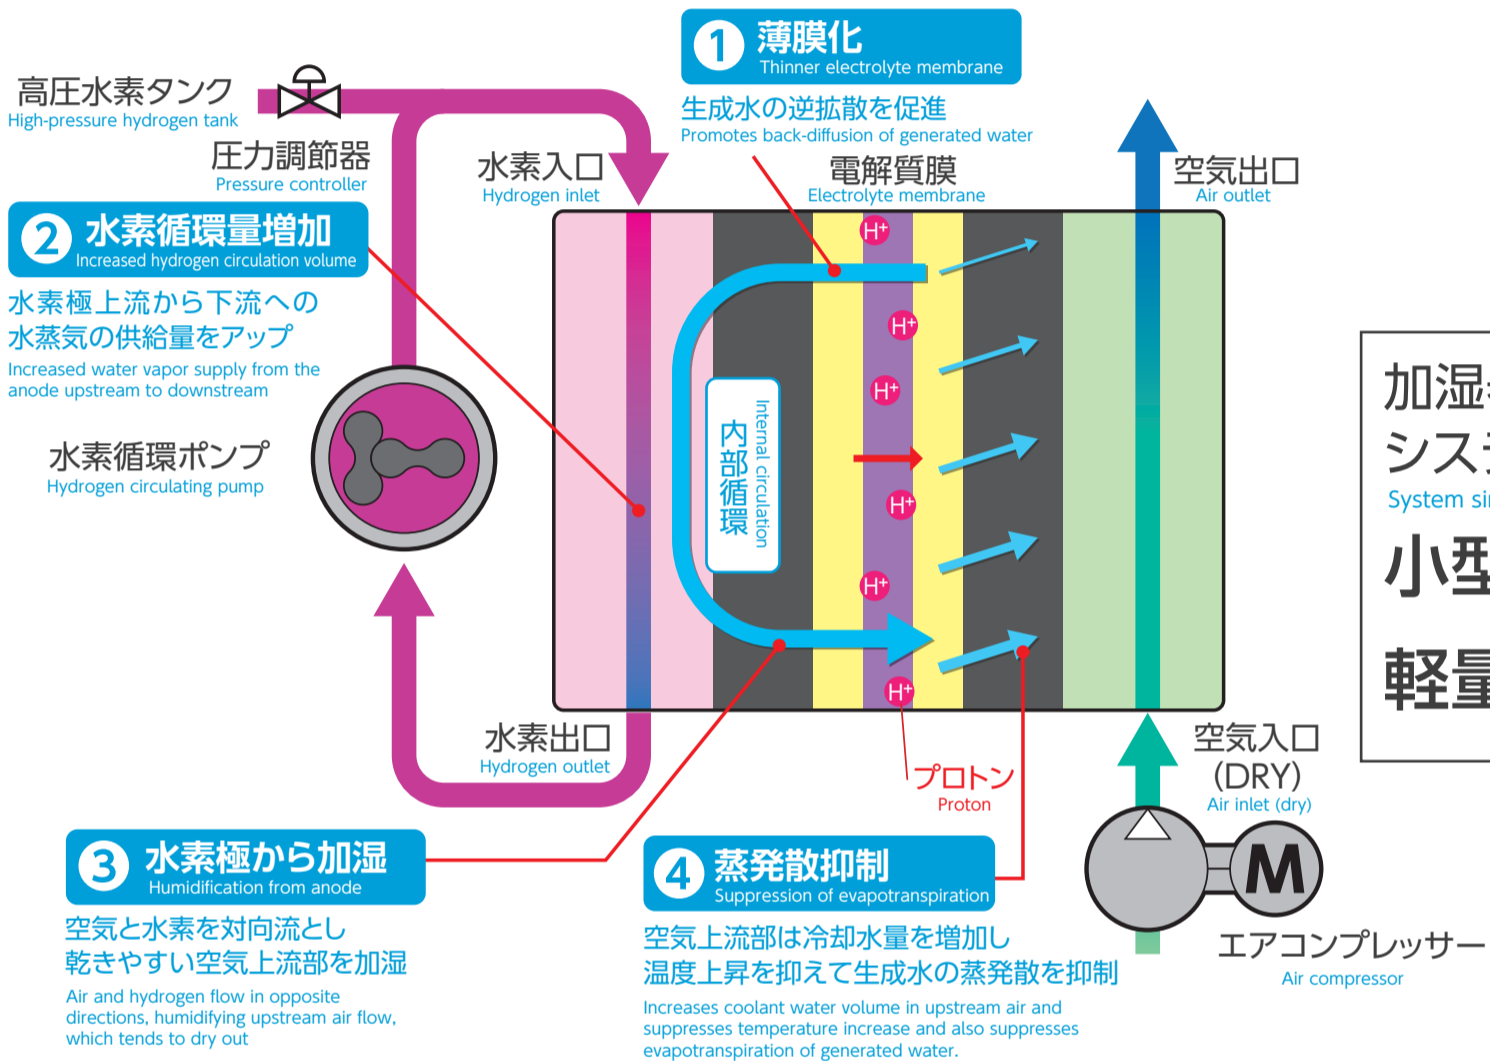 1 薄膜化
Thinner electrolyte membrane
生成水の逆拡散を促進
Promotes back-diffusion of generated water
高圧水素タンク
High-pressure hydrogen tank
圧力調節器
Pressure controller
水素入口
Hydrogen inlet
電解質膜
Electrolyte membrane
空気出口
Air outlet
2 水素循環量増加
Increased hydrogen circulation volume
水素極上流から下流への
水蒸気の供給量をアップ
Increased water vapor supply from the
anode upstream to downstream
水素循環ポンプ
Hydrogen circulating pump
H+
H+
H+
H+
H+
H+
内部循環
Internal circulation
加湿
システ
System si
小型
軽量
水素出口
Hydrogen outlet
プロトン
Proton
空気入口
(DRY)
Air inlet (dry)
M
エアコンプレッサー
Air compressor
3 水素極から加湿
Humidification from anode
空気と水素を対向流とし
乾きやすい空気上流部を加湿
Air and hydrogen flow in opposite
directions, humidifying upstream air flow,
which tends to dry out
4 蒸発散抑制
Suppression of evapotranspiration
空気上流部は冷却水量を増加し
温度上昇を抑えて生成水の蒸発散を抑制
Increases coolant water volume in upstream air and
suppresses temperature increase and also suppresses
evapotranspiration of generated water.